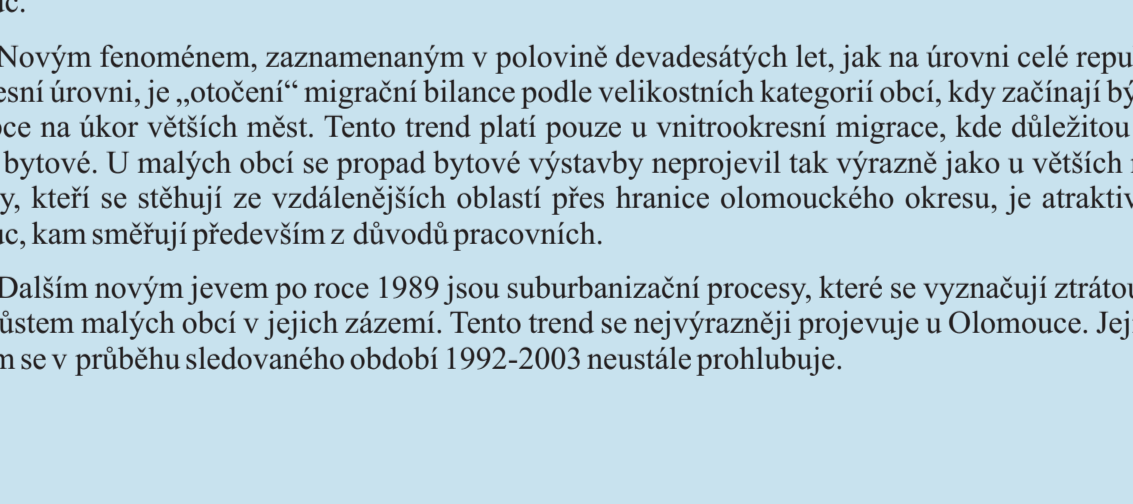 uc.
Novým fenoménem, zaznamenaným v polovině devadesátých let, jak na úrovni celé repu
esní úrovni, je „otočení“ migrační bilance podle velikostních kategorií obcí, kdy začínají bý
ce na úkor větších měst. Tento trend platí pouze u vnitrookresní migrace, kde důležitou
bytové. U malých obcí se propad bytové výstavby neprojevil tak výrazně jako u větších
y, kteří se stěhují ze vzdálenějších oblastí přes hranice olomouckého okresu, je atraktiv
uc, kam směřují především z důvodů pracovních.
Dalším novým jevem po roce 1989 jsou suburbanizační procesy, které se vyznačují ztrátou
ůstem malých obcí v jejich zázemí. Tento trend se nejvýrazněji projevuje u Olomouce. Jej
m se v průběhu sledovaného období 1992-2003 neustále prohlubuje.